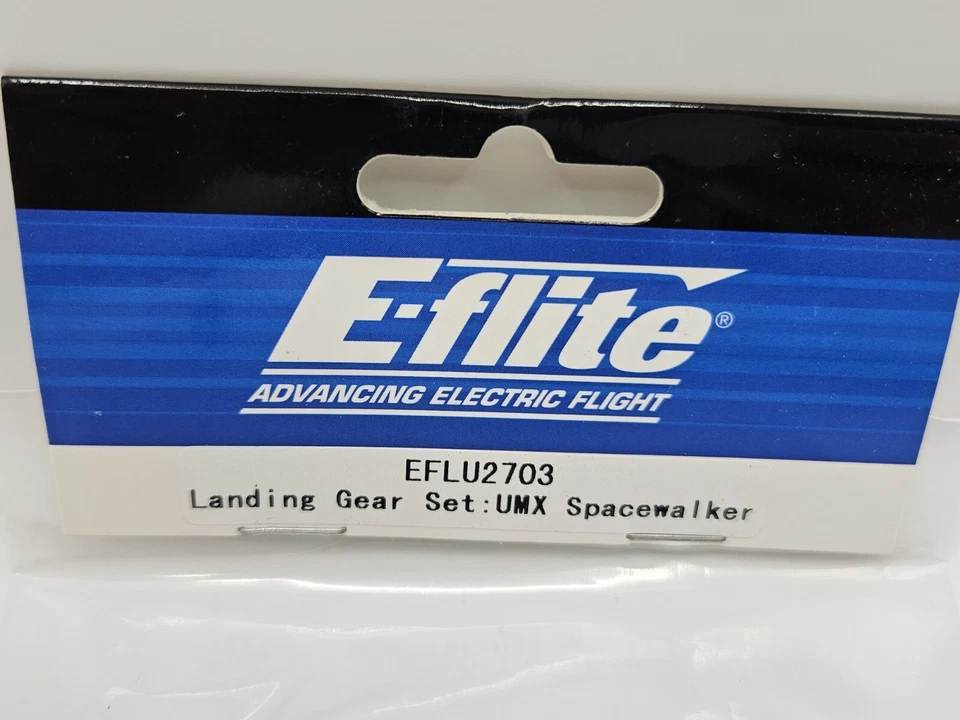 E-flite®
ADVANCING ELECTRIC FLIGHT
EFLU2703
Landing Gear Set:UMX Spacewalker